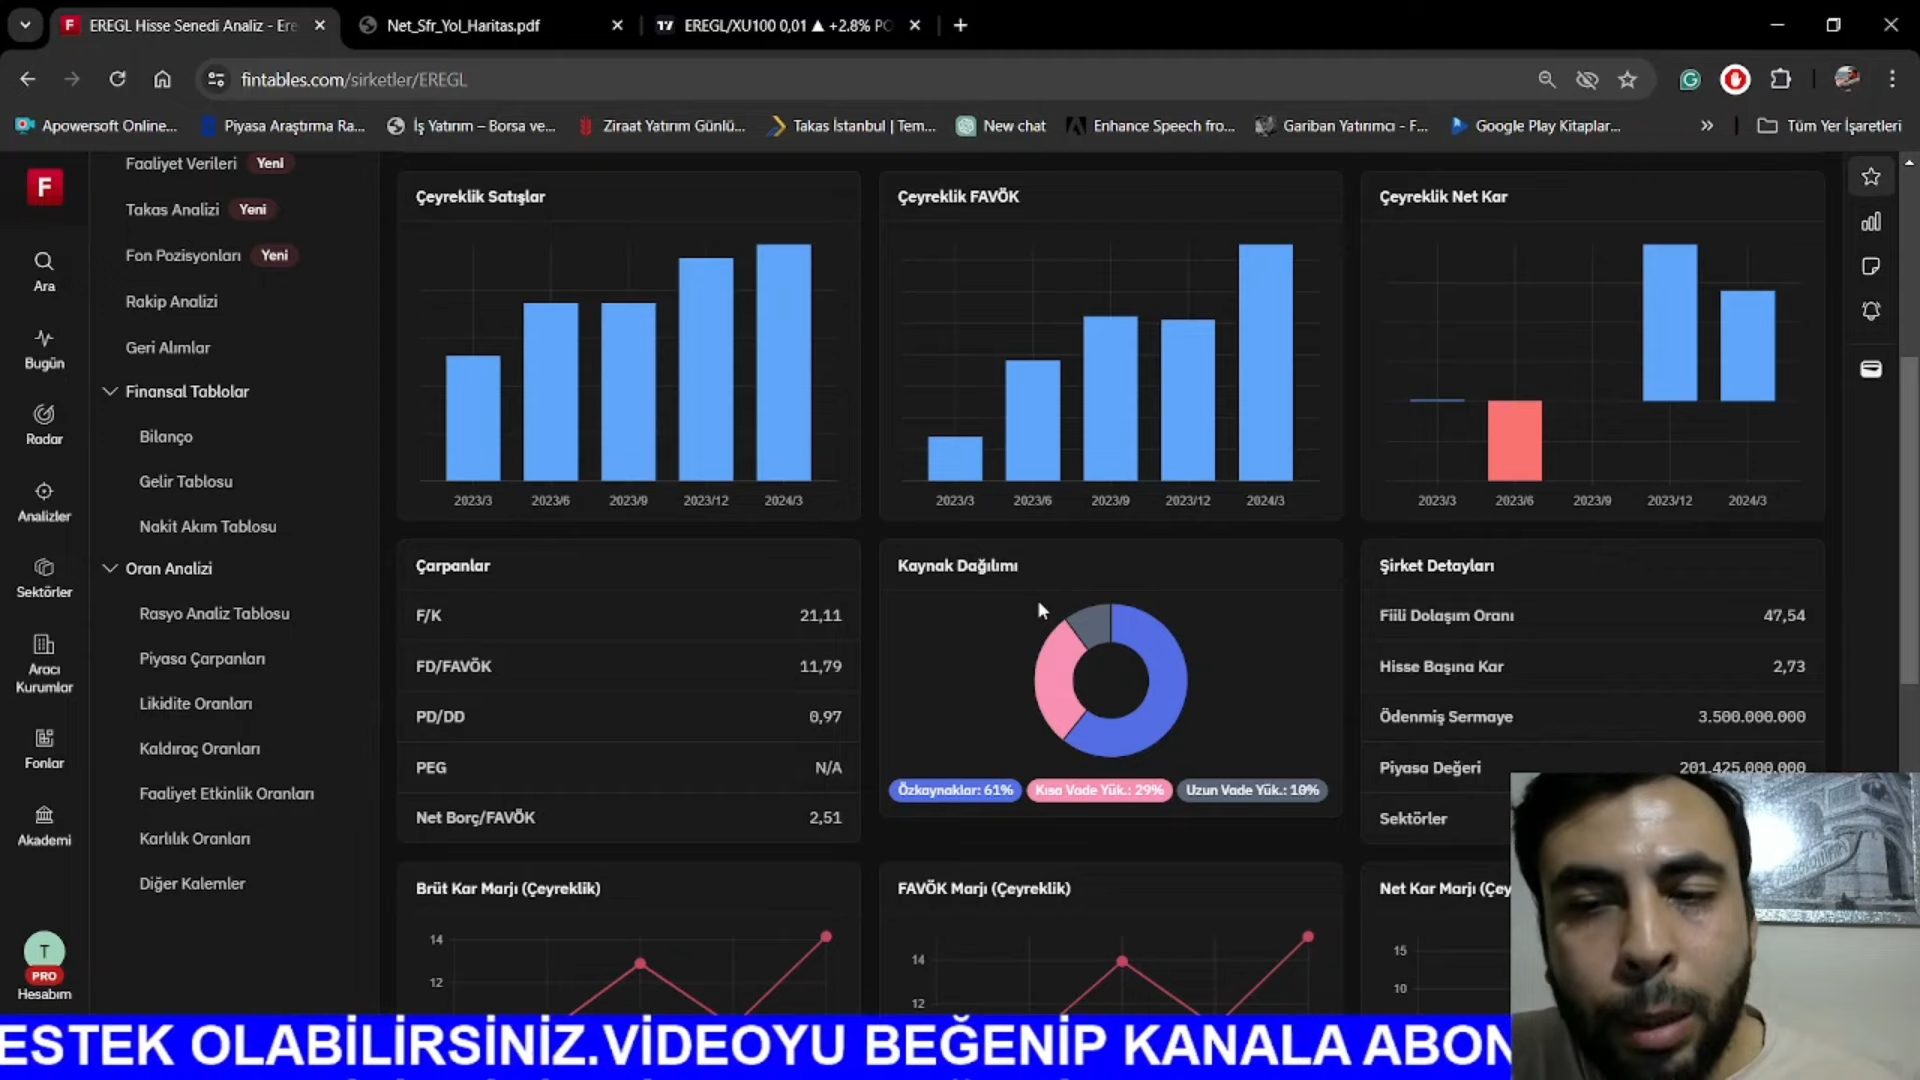 EREGL Hisse Senedi Analiz - Ere
Net_Sfr_Yol_Haritas.pdf
EREGL/XU100 0,01 ▲ +2.8% PO
fintables.com/sirketler/EREGL
Apowersoft Online...
Piyasa Araştırma Ra...
İş Yatırım – Borsa ve...
Ziraat Yatırım Günlü...
Takas İstanbul | Tem...
New chat
Enhance Speech fro...
Gariban Yatırımcı - F...
Google Play Kitaplar...
Tüm Yer İşaretleri
F
Ara
Bugün
Radar
Analizler
Sektörler
Aracı
Kurumlar
Fonlar
Akademi
T
PRO
Hesabım
Faaliyet Verileri Yeni
Takas Analizi Yeni
Fon Pozisyonları Yeni
Rakip Analizi
Geri Alımlar
Finansal Tablolar
Bilanço
Gelir Tablosu
Nakit Akım Tablosu
Oran Analizi
Rasyo Analiz Tablosu
Piyasa Çarpanları
Likidite Oranları
Kaldıraç Oranları
Faaliyet Etkinlik Oranları
Karlılık Oranları
Diğer Kalemler
Çeyreklik Satışlar
2023/3 2023/6 2023/9 2023/12 2024/3
Çeyreklik FAVÖK
2023/3 2023/6 2023/9 2023/12 2024/3
Çeyreklik Net Kar
2023/3 2023/6 2023/9 2023/12 2024/3
Çarpanlar
F/K 21,11
FD/FAVÖK 11,79
PD/DD 0,97
PEG N/A
Net Borç/FAVÖK 2,51
Kaynak Dağılımı
Özkaynaklar: 61% Kısa Vade Yük.: 29% Uzun Vade Yük.: 10%
Şirket Detayları
Fiili Dolaşım Oranı 47,54
Hisse Başına Kar 2,73
Ödenmiş Sermaye 3.500.000.000
Piyasa Değeri 201.425.000.000
Sektörler
Brüt Kar Marjı (Çeyreklik)
14
12
FAVÖK Marjı (Çeyreklik)
14
12
Net Kar Marjı (Çey
15
10
ESTEK OLABİLİRSİNİZ.VİDEOYU BEĞENİP KANALA ABON